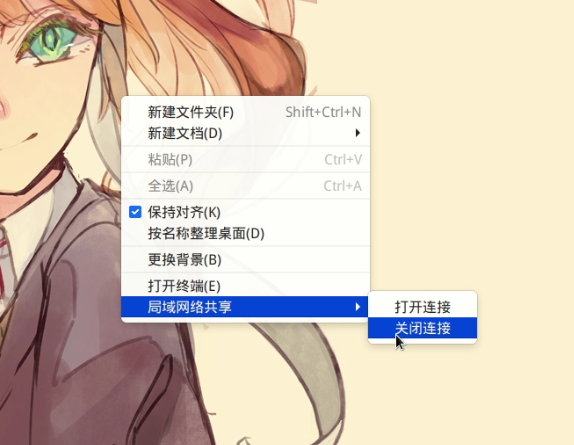 新建文件夹(F) Shift+Ctrl+N
新建文档(D)
粘贴(P) Ctrl+V
全选(A) Ctrl+A
保持对齐(K)
按名称整理桌面(D)
更换背景(B)
打开终端(E)
局域网络共享
打开连接
关闭连接